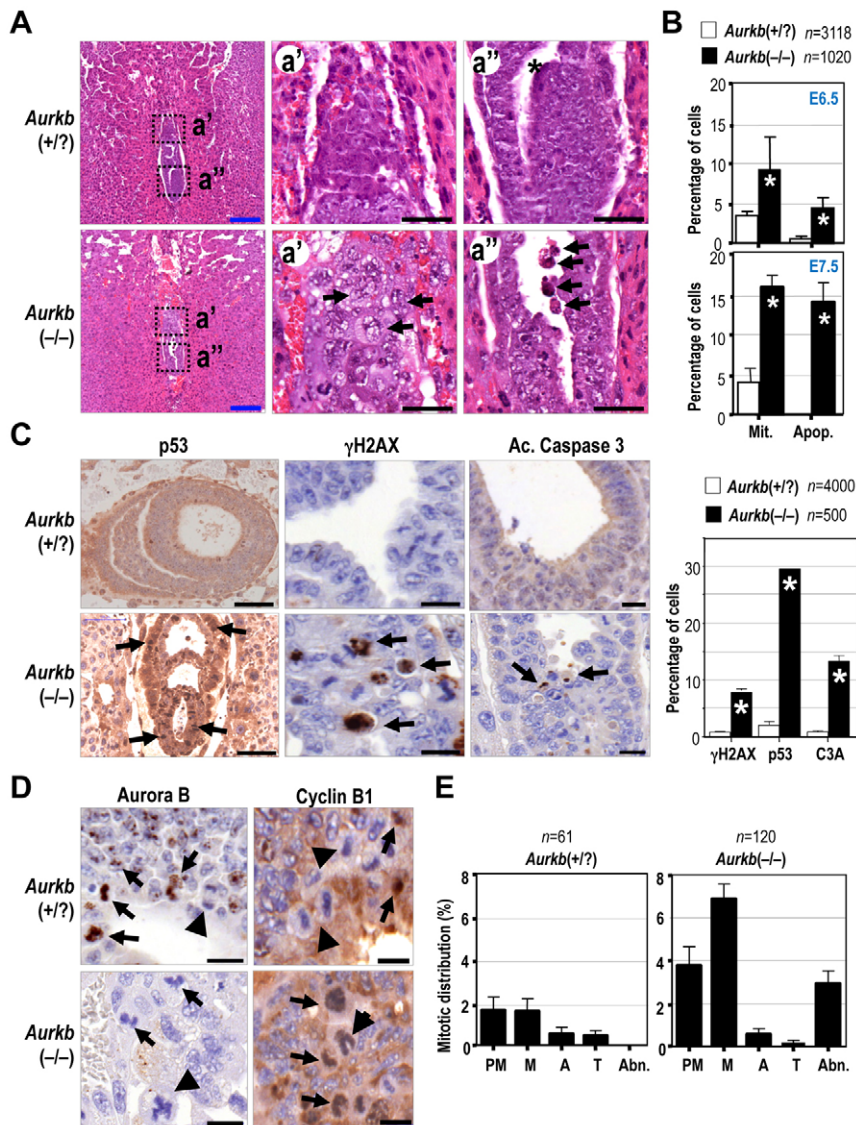 A
B
Aurkb(+/?) n=3118
Aurkb(−/−) n=1020
Aurkb
(+/?)
a'
a''
a'
a''
*
Aurkb
(−/−)
a'
a''
a'
a''
Percentage of cells
20
15
10
5
0
E6.5
*
*
Percentage of cells
20
15
10
5
0
E7.5
*
*
Mit. Apop.
C
p53 γH2AX Ac. Caspase 3
Aurkb
(+/?)
Aurkb
(−/−)
Aurkb(+/?) n=4000
Aurkb(−/−) n=500
Percentage of cells
30
20
10
0
*
*
*
γH2AX p53 C3A
D
Aurora B Cyclin B1
Aurkb
(+/?)
Aurkb
(−/−)
E
n=61 n=120
Aurkb(+/?) Aurkb(−/−)
Mitotic distribution (%)
8
6
4
2
0
PM M A T Abn.
8
6
4
2
0
PM M A T Abn.